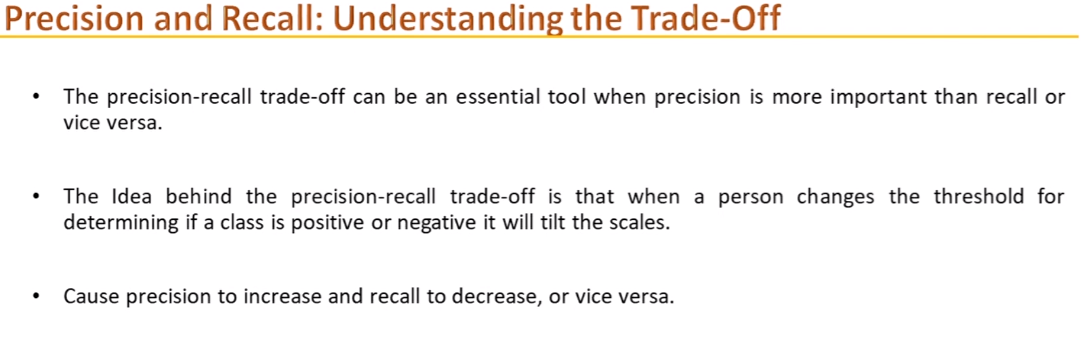 Precision and Recall: Understanding the Trade-Off
• The precision-recall trade-off can be an essential tool when precision is more important than recall or
vice versa.
• The Idea behind the precision-recall trade-off is that when a person changes the threshold for
determining if a class is positive or negative it will tilt the scales.
• Cause precision to increase and recall to decrease, or vice versa.